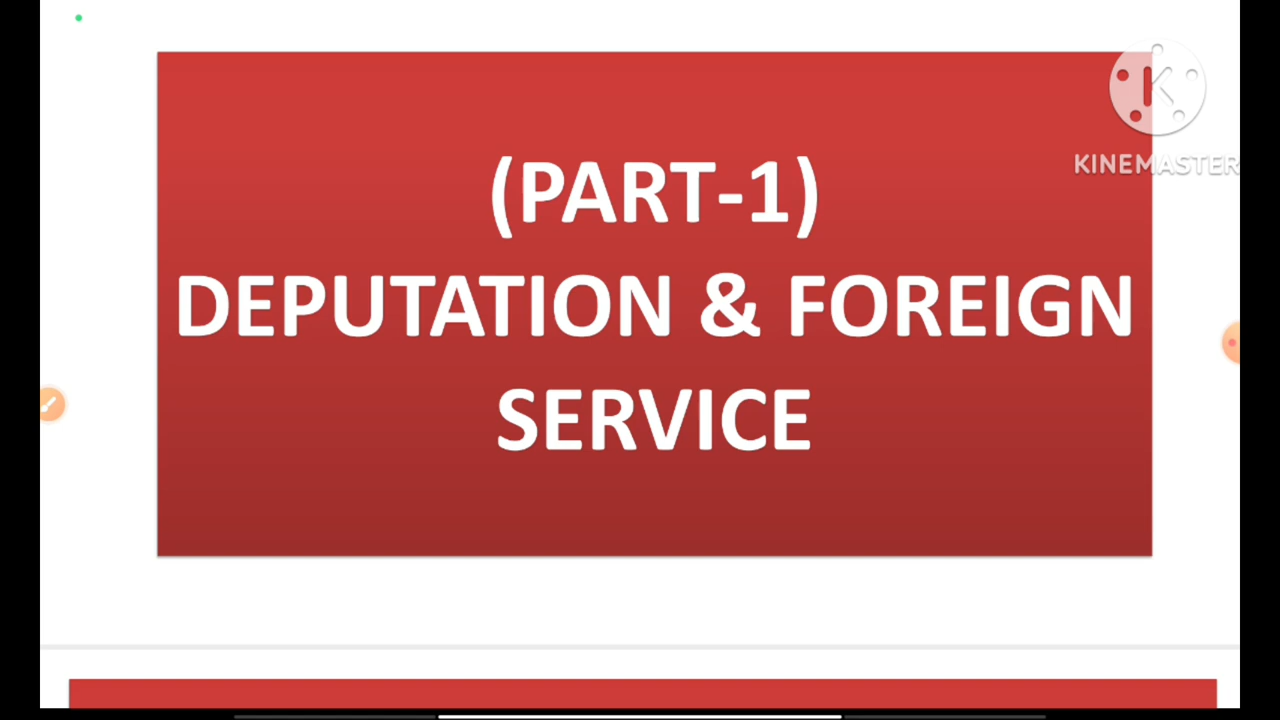 (PART-1)
DEPUTATION & FOREIGN
SERVICE
KINEMASTER